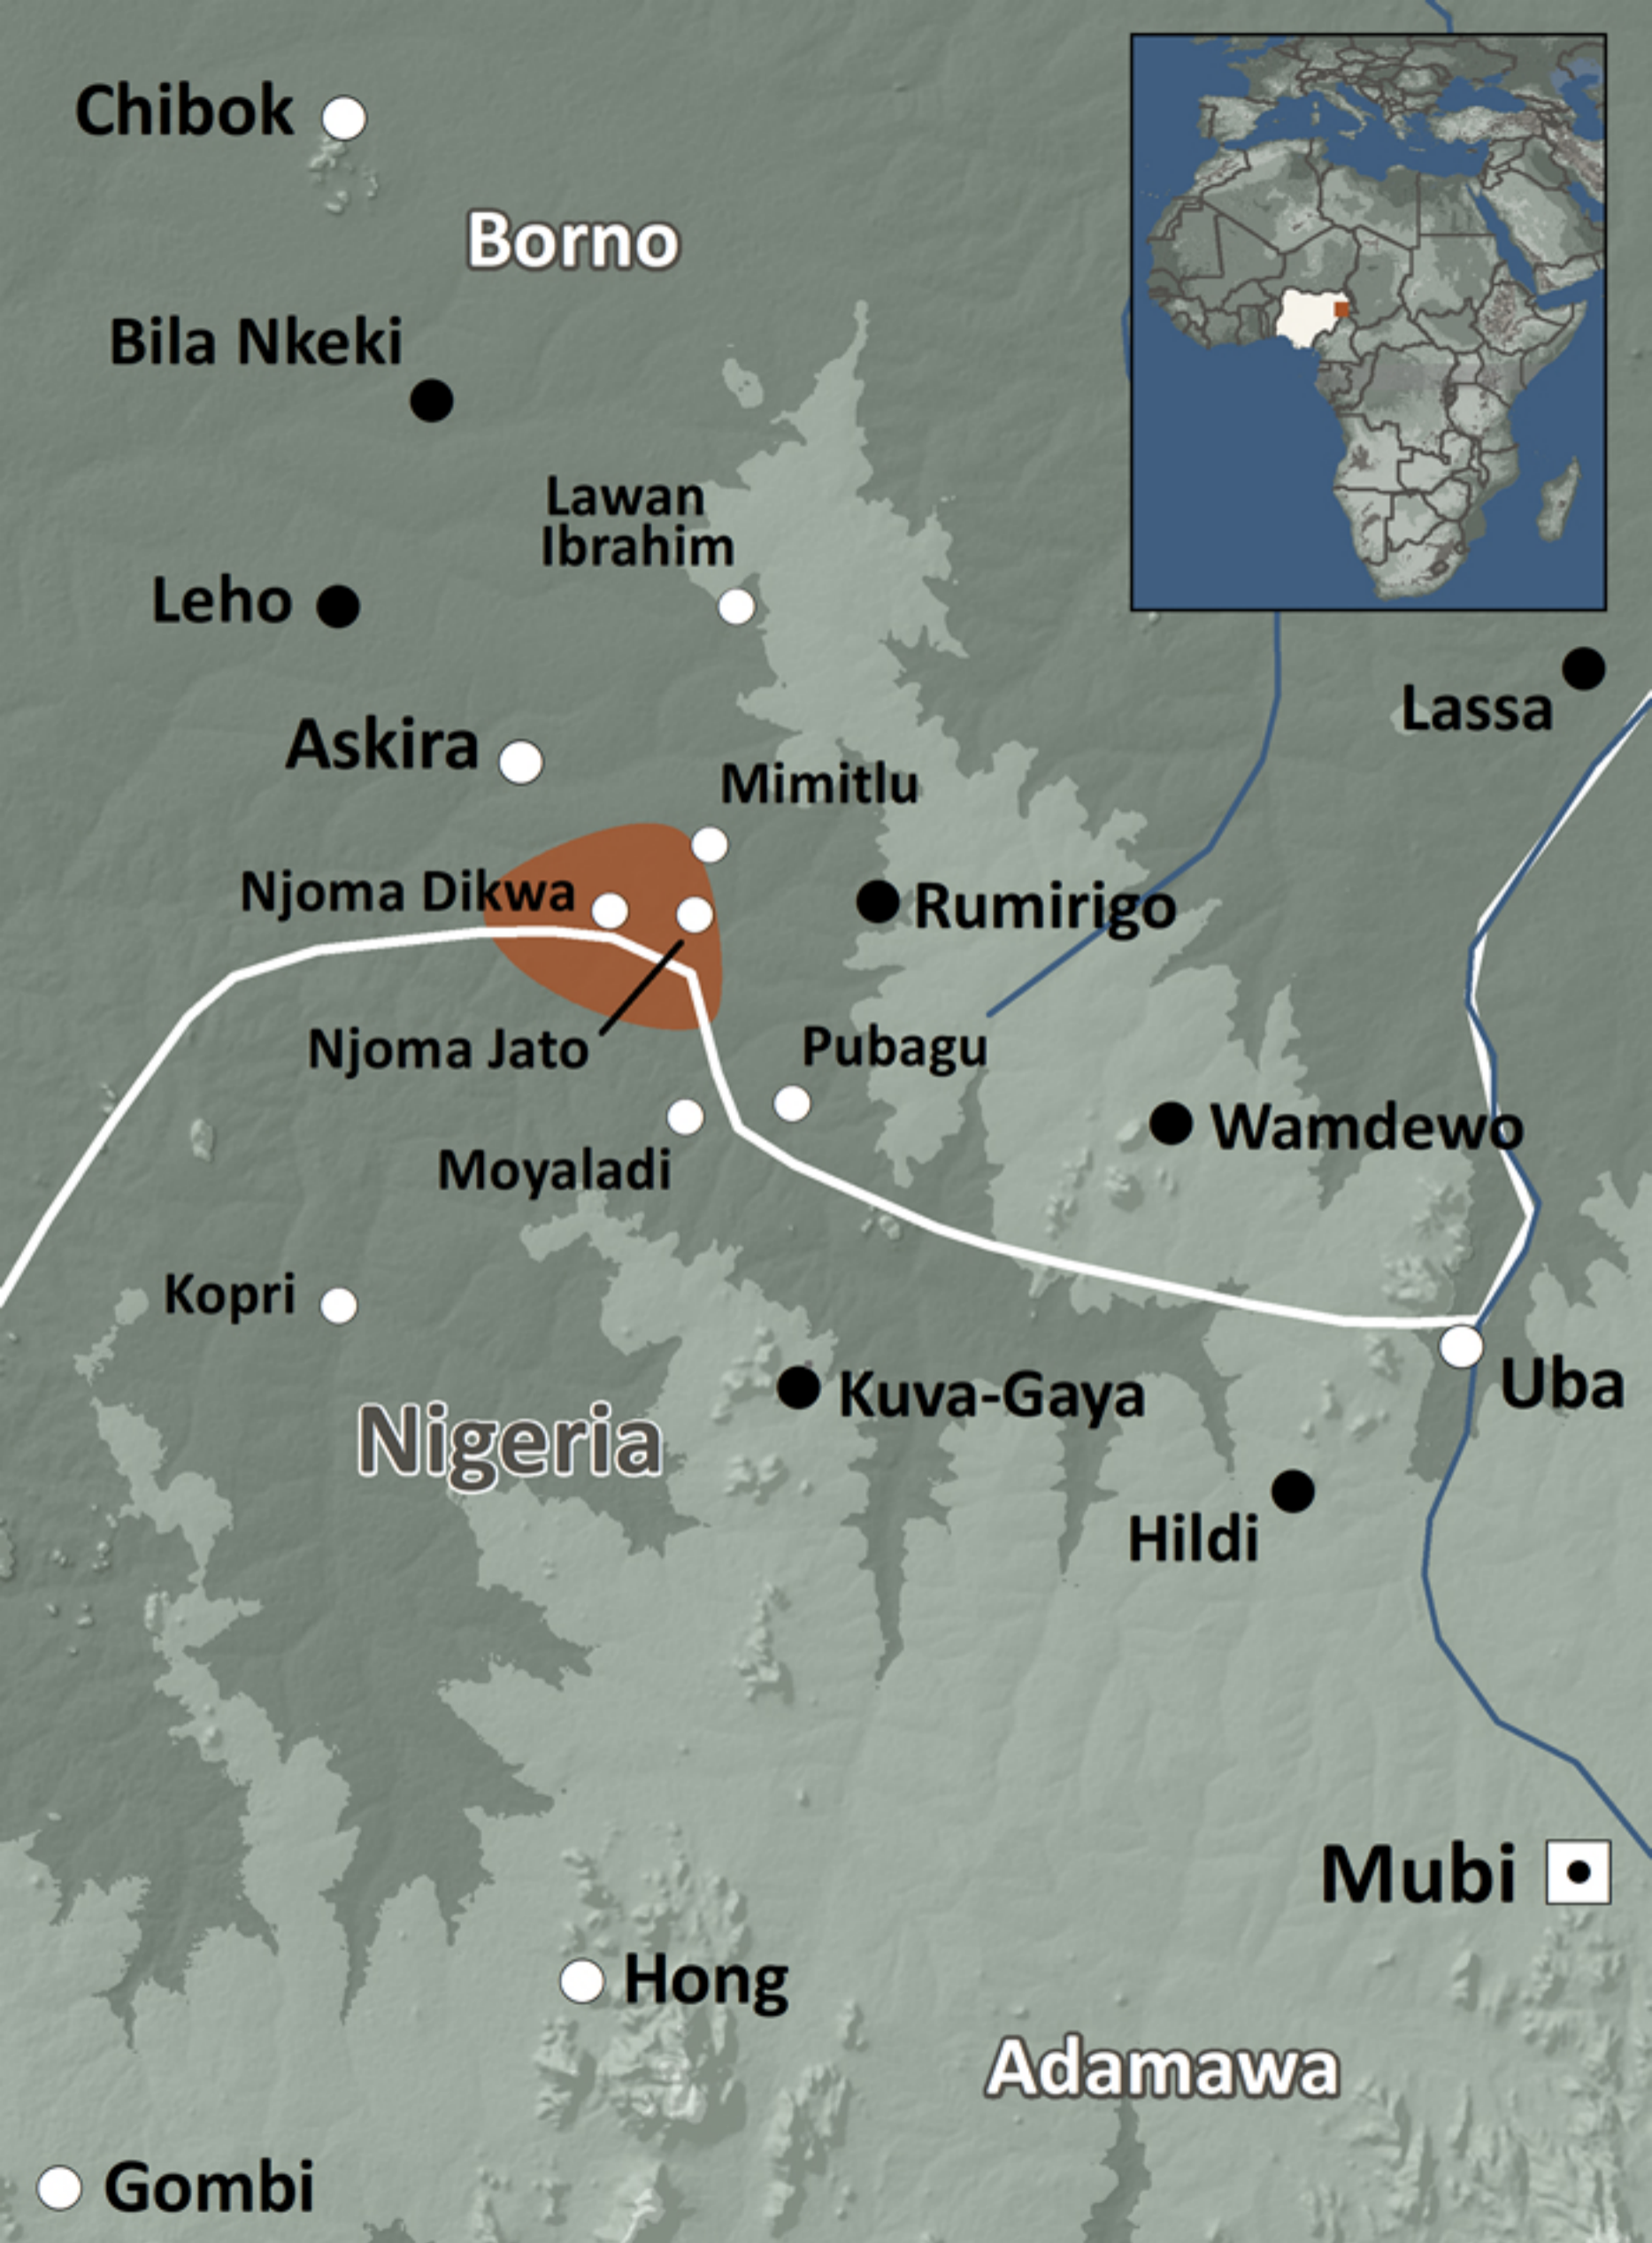 Chibok
Borno
Bila Nkeki
Lawan
Ibrahim
Leho
Lassa
Askira
Mimitlu
Njoma Dikwa
Rumirigo
Njoma Jato
Pubagu
Wamdewo
Moyaladi
Kopri
Uba
Kuva-Gaya
Nigeria
Hildi
Mubi
Hong
Adamawa
Gombi